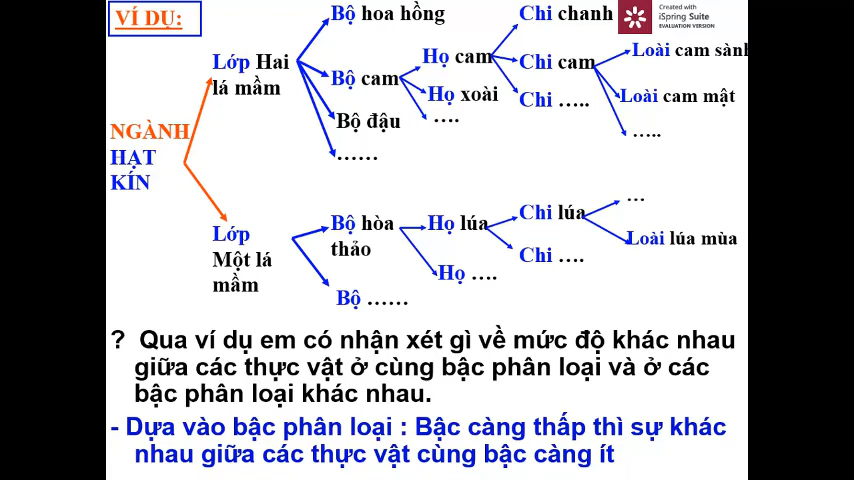 VÍ DỤ:
Created with
iSpring Suite
EVALUATION VERSION
NGÀNH
HẠT
KÍN
Lớp Hai
lá mầm
Bộ hoa hồng
Bộ cam
Bộ đậu
......
Họ cam
Họ xoài
....
Chi chanh
Chi cam
Chi .....
Loài cam sành
Loài cam mật
.....
Lớp
Một lá
mầm
Bộ hòa
thảo
Bộ ......
Họ lúa
Họ ....
Chi lúa
Chi ....
...
Loài lúa mùa
? Qua ví dụ em có nhận xét gì về mức độ khác nhau
giữa các thực vật ở cùng bậc phân loại và ở các
bậc phân loại khác nhau.
- Dựa vào bậc phân loại : Bậc càng thấp thì sự khác
nhau giữa các thực vật cùng bậc càng ít